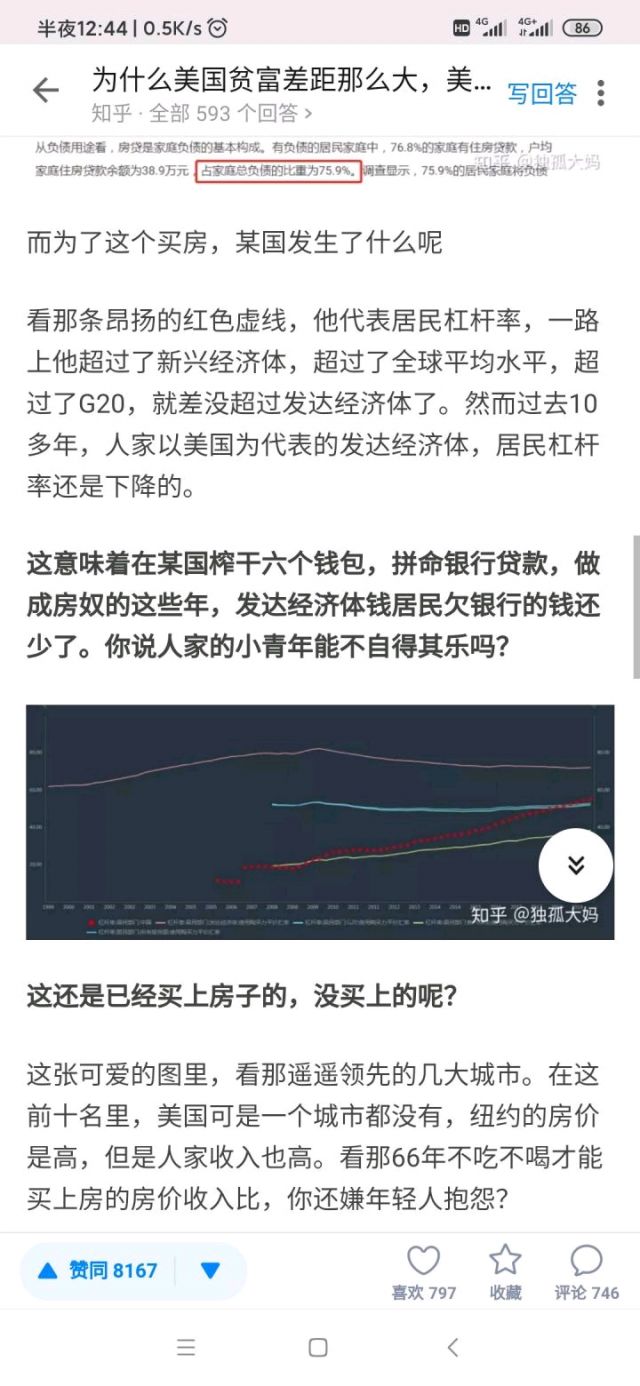 半夜12:44 | 0.5K/s
HD 4G 4G+ 86
为什么美国贫富差距那么大，美...
写回答
知乎 · 全部 593 个回答 >
从负债用途看，房贷是家庭负债的基本构成。有负债的居民家庭中，76.8%的家庭有住房贷款，户均
家庭住房贷款余额为38.9万元，占家庭总负债的比重为75.9%。调查显示，75.9%的居民家庭将负债
知乎 @独孤大妈
而为了这个买房，某国发生了什么呢
看那条昂扬的红色虚线，他代表居民杠杆率，一路
上他超过了新兴经济体，超过了全球平均水平，超
过了G20，就差没超过发达经济体了。然而过去10
多年，人家以美国为代表的发达经济体，居民杠杆
率还是下降的。
这意味着在某国榨干六个钱包，拼命银行贷款，做
成房奴的这些年，发达经济体钱居民欠银行的钱还
少了。你说人家的小青年能不自得其乐吗？
80.00 80.00
60.00 60.00
40.00 40.00
20.00
知乎 @独孤大妈
这还是已经买上房子的，没买上的呢？
这张可爱的图里，看那遥遥领先的几大城市。在这
前十名里，美国可是一个城市都没有，纽约的房价
是高，但是人家收入也高。看那66年不吃不喝才能
买上房的房价收入比，你还嫌年轻人抱怨？
赞同 8167
喜欢 797
收藏
评论 746